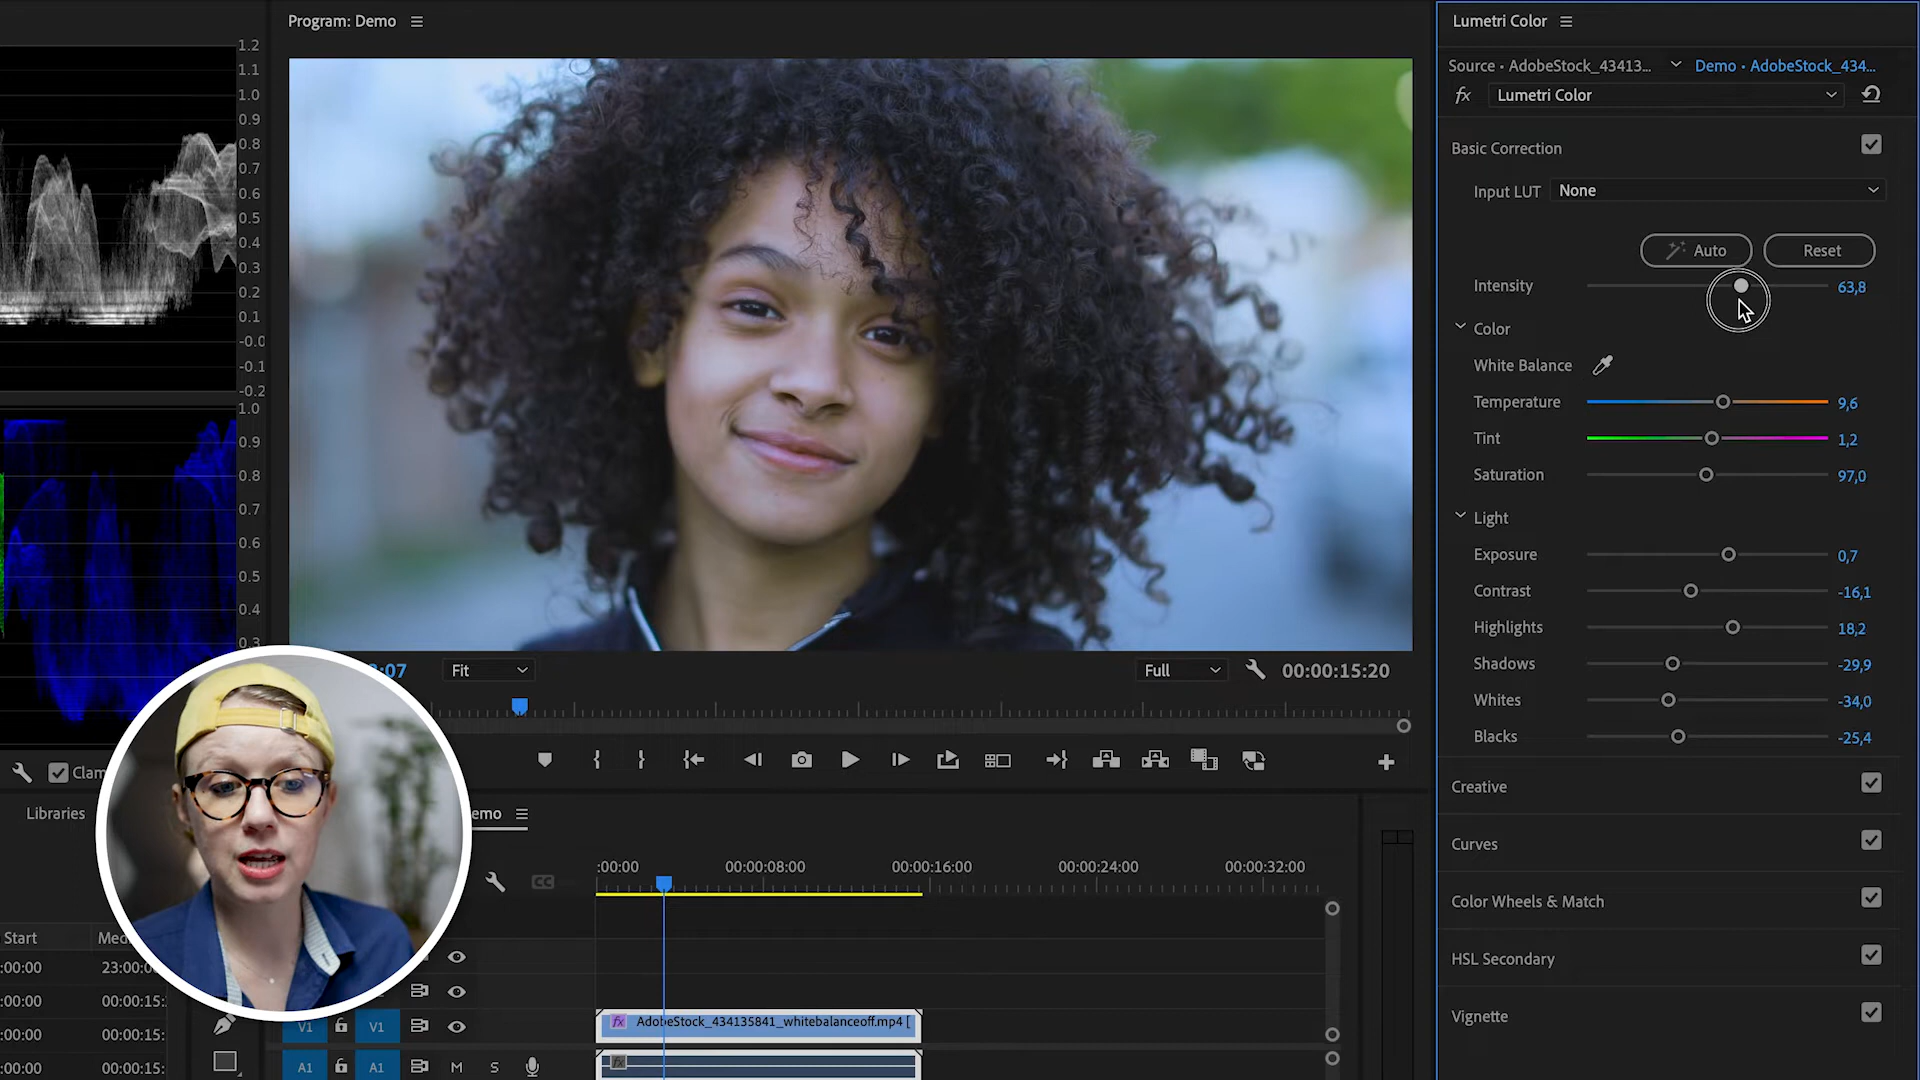 Program: Demo
Lumetri Color
Source • AdobeStock_43413...
Demo • AdobeStock_434...
fx
Lumetri Color
Basic Correction
Input LUT
None
Auto
Reset
Intensity
63,8
Color
White Balance
Temperature
9,6
Tint
1,2
Saturation
97,0
Light
Exposure
0,7
Contrast
-16,1
Highlights
18,2
Shadows
-29,9
Whites
-34,0
Blacks
-25,4
Creative
Curves
Color Wheels & Match
HSL Secondary
Vignette
1.2
1.1
1.0
0.9
0.8
0.7
0.6
0.5
0.4
0.3
0.2
0.1
-0.0
-0.1
-0.2
1.0
0.9
0.8
0.7
0.6
0.5
0.4
0.3
:07
Fit
Full
00:00:15:20
Clam
Libraries
emo
:00:00
00:00:08:00
00:00:16:00
00:00:24:00
00:00:32:00
CC
Start
Med
:00:00
23:00:0
:00:00
00:00:15:
:00:00
00:00:15:
:00:00
00:00:15:
V1
V1
fx
AdobeStock_434135841_whitebalanceoff.mp4 [
A1
A1
M
S
fx